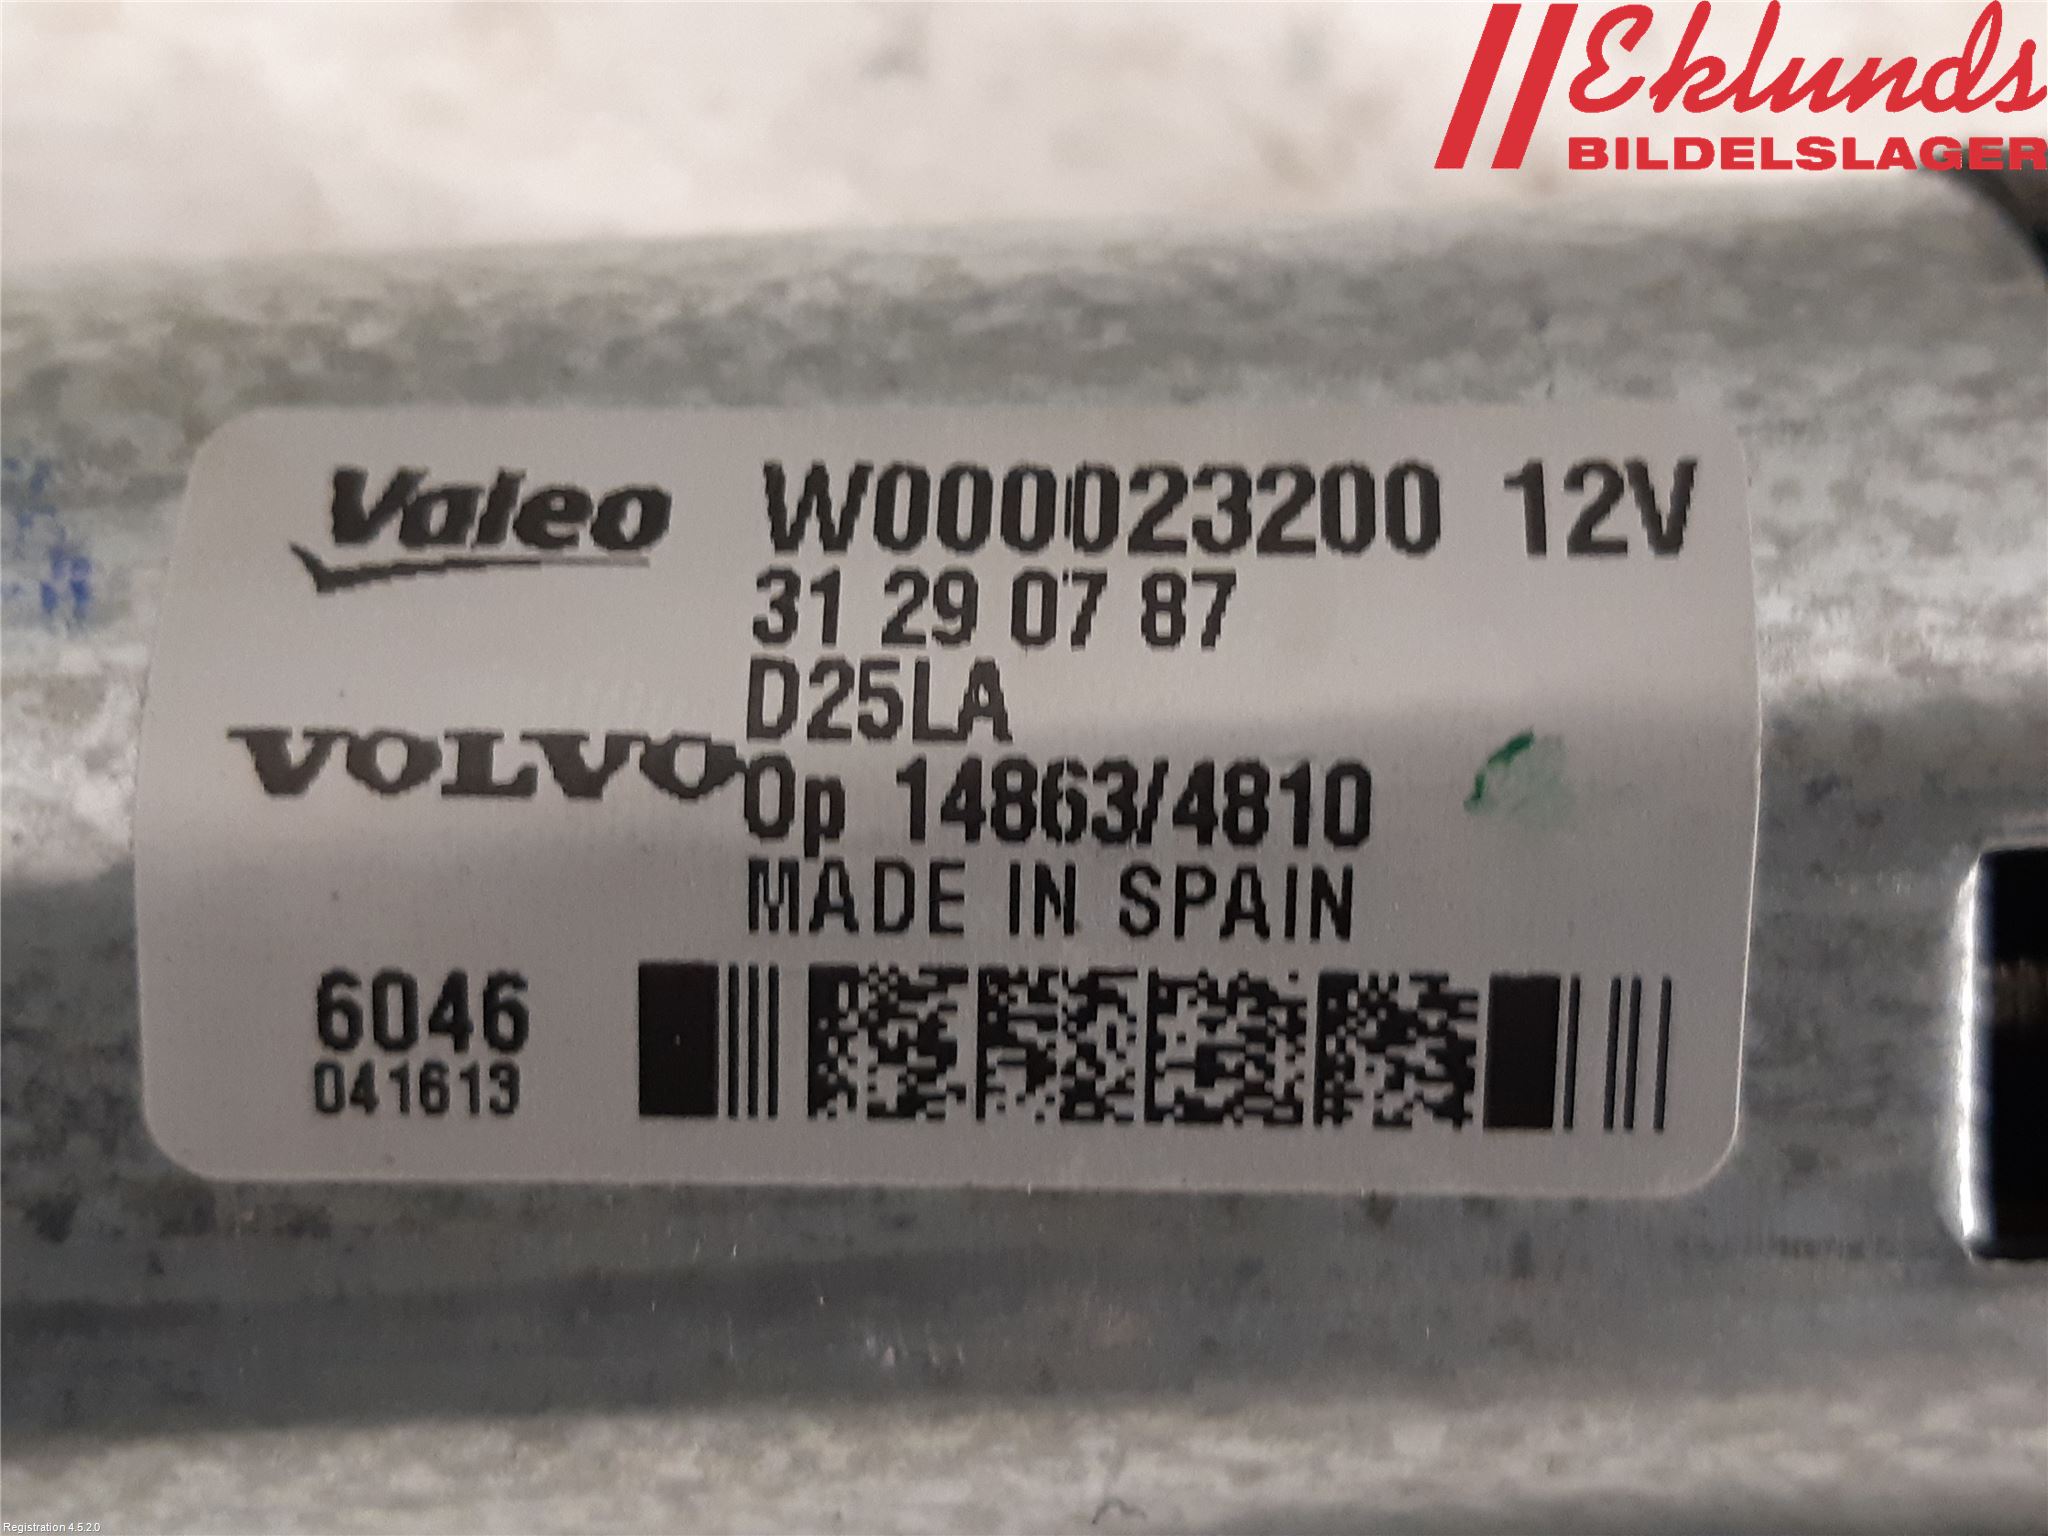 Eklunds
BILDELSLAGER
Valeo
W000023200 12V
31 29 07 87
D25LA
VOLVO
Op 14863/4810
MADE IN SPAIN
6046
041613
Registration 4.5.2.0